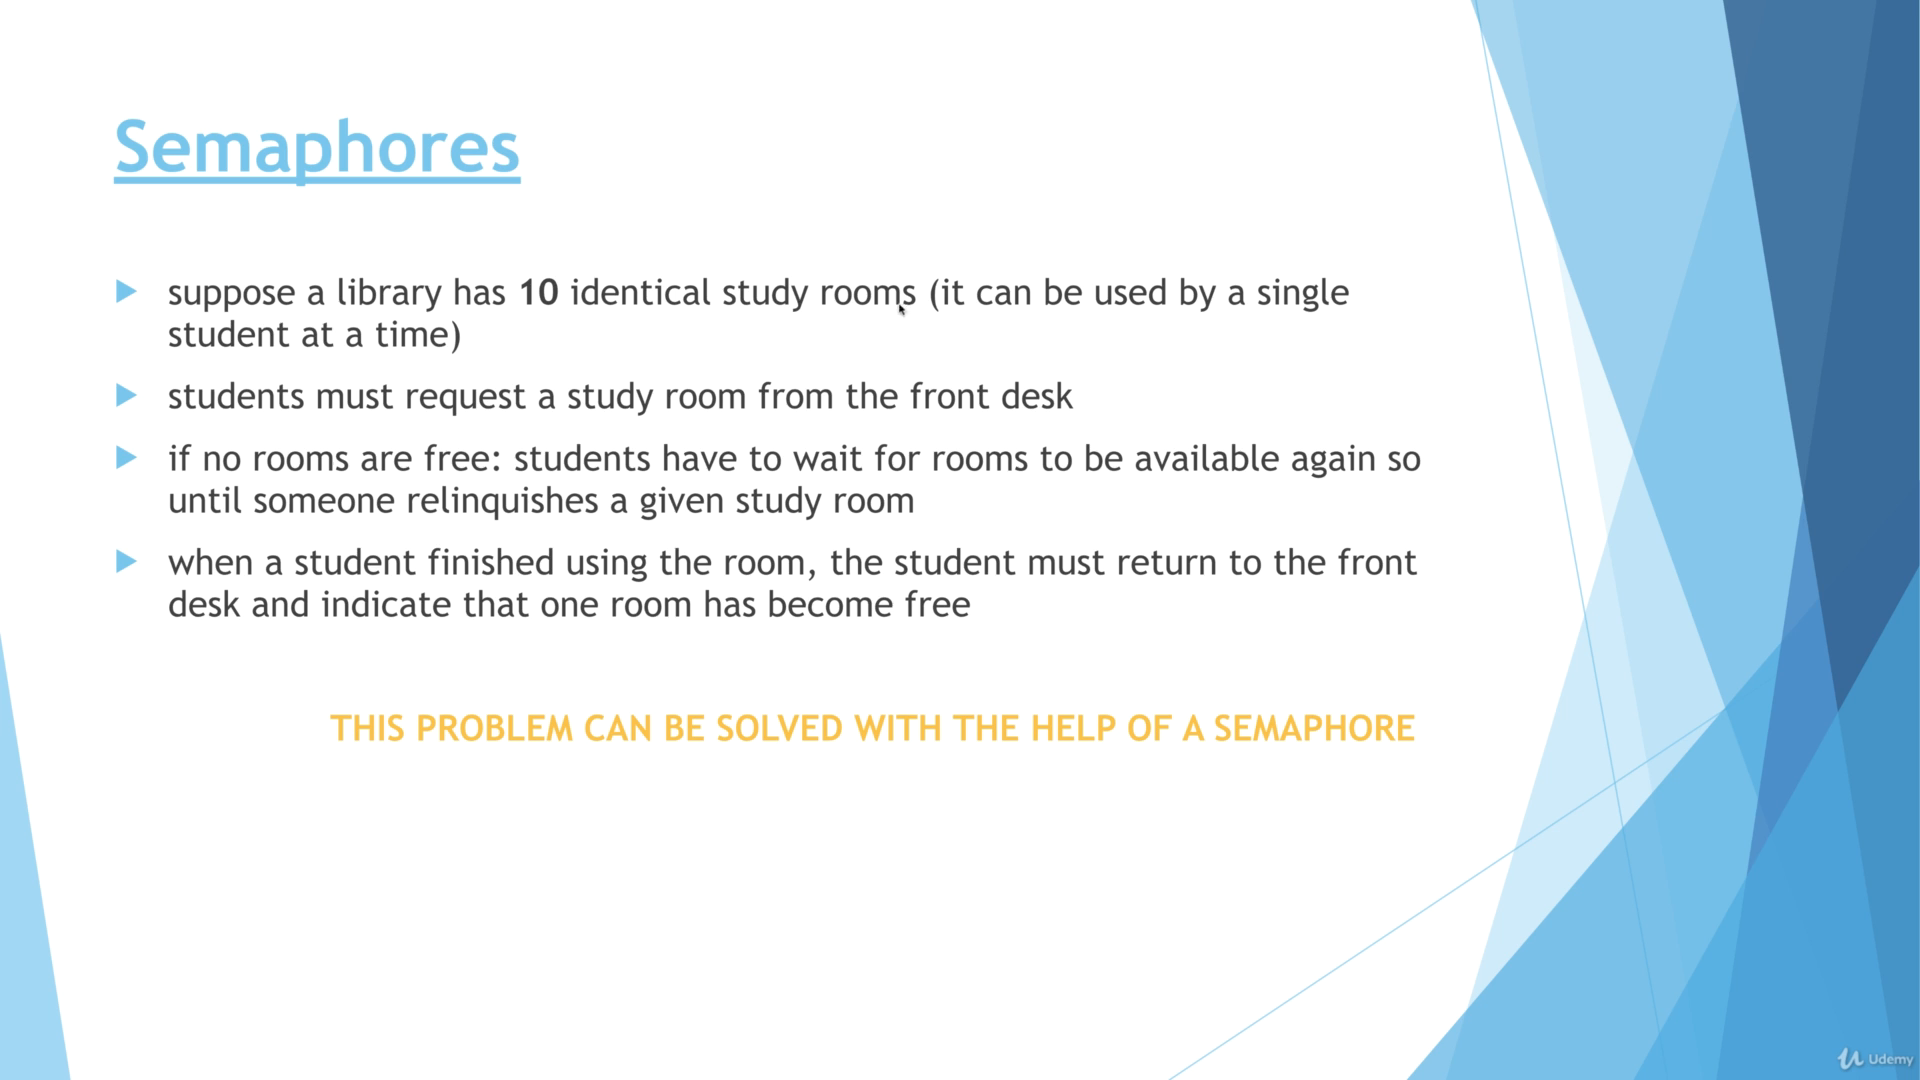 Semaphores
suppose a library has 10 identical study rooms (it can be used by a single
student at a time)
students must request a study room from the front desk
if no rooms are free: students have to wait for rooms to be available again so
until someone relinquishes a given study room
when a student finished using the room, the student must return to the front
desk and indicate that one room has become free
THIS PROBLEM CAN BE SOLVED WITH THE HELP OF A SEMAPHORE
Udemy